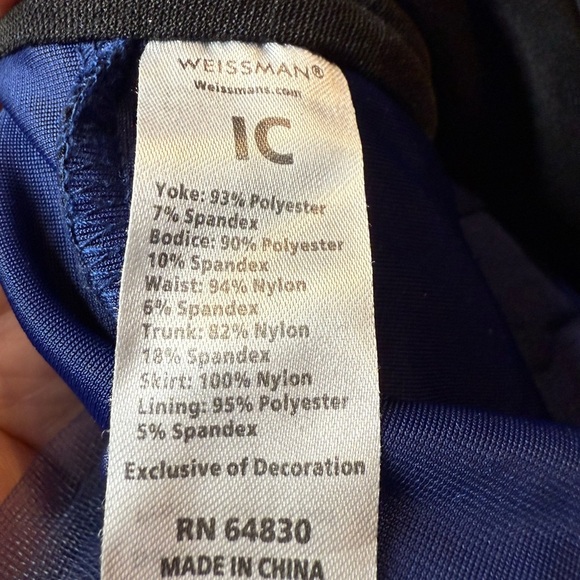 WEISSMAN®
Weissmans.com
IC
Yoke: 93% Polyester
7% Spandex
Bodice: 90% Polyester
10% Spandex
Waist: 94% Nylon
6% Spandex
Trunk: 82% Nylon
18% Spandex
Skirt: 100% Nylon
Lining: 95% Polyester
5% Spandex
Exclusive of Decoration
RN 64830
MADE IN CHINA